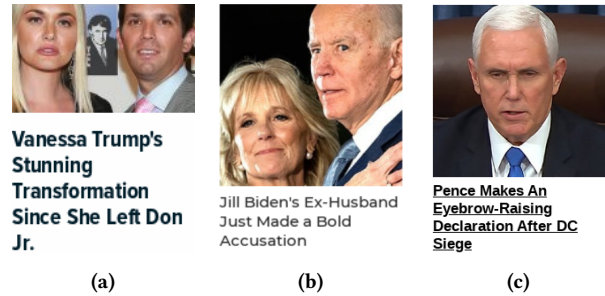 Vanessa Trump's
Stunning
Transformation
Since She Left Don
Jr.
(a)
Jill Biden's Ex-Husband
Just Made a Bold
Accusation
(b)
Pence Makes An
Eyebrow-Raising
Declaration After DC
Siege
(c)